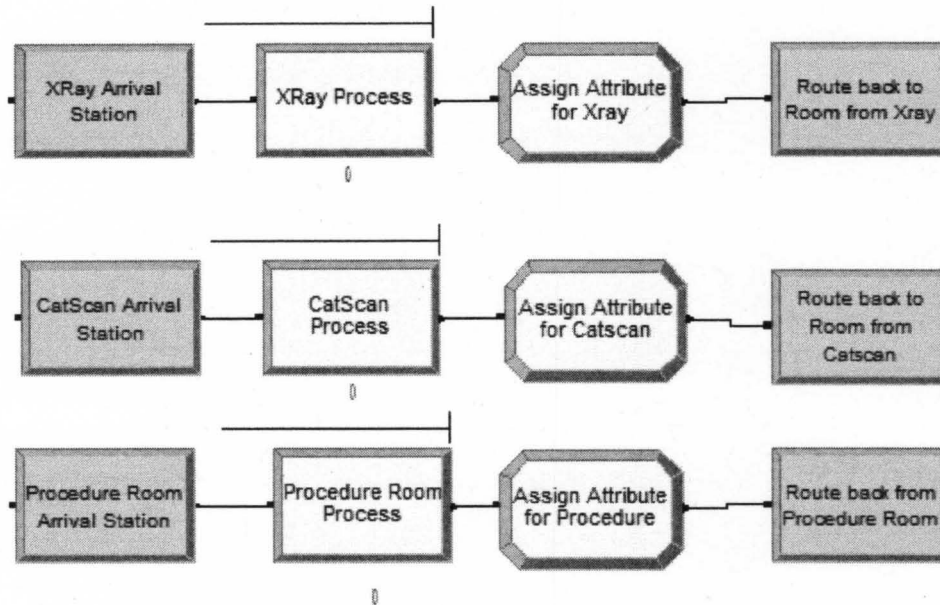 XRay Arrival
Station
XRay Process
Assign Attribute
for Xray
Route back to
Room from Xray
0
CatScan Arrival
Station
CatScan
Process
Assign Attribute
for Catscan
Route back to
Room from
Catscan
0
Procedure Room
Arrival Station
Procedure Room
Process
Assign Attribute
for Procedure
Route back from
Procedure Room
0